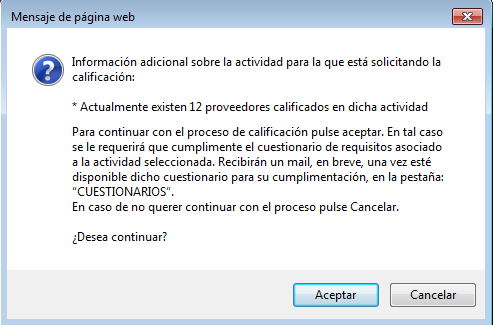 Mensaje de página web
Información adicional sobre la actividad para la que está solicitando la
calificación:
* Actualmente existen 12 proveedores calificados en dicha actividad
Para continuar con el proceso de calificación pulse aceptar. En tal caso
se le requerirá que cumplimente el cuestionario de requisitos asociado
a la actividad seleccionada. Recibirán un mail, en breve, una vez esté
disponible dicho cuestionario para su cumplimentación, en la pestaña:
“CUESTIONARIOS”.
En caso de no querer continuar con el proceso pulse Cancelar.
¿Desea continuar?
Aceptar
Cancelar